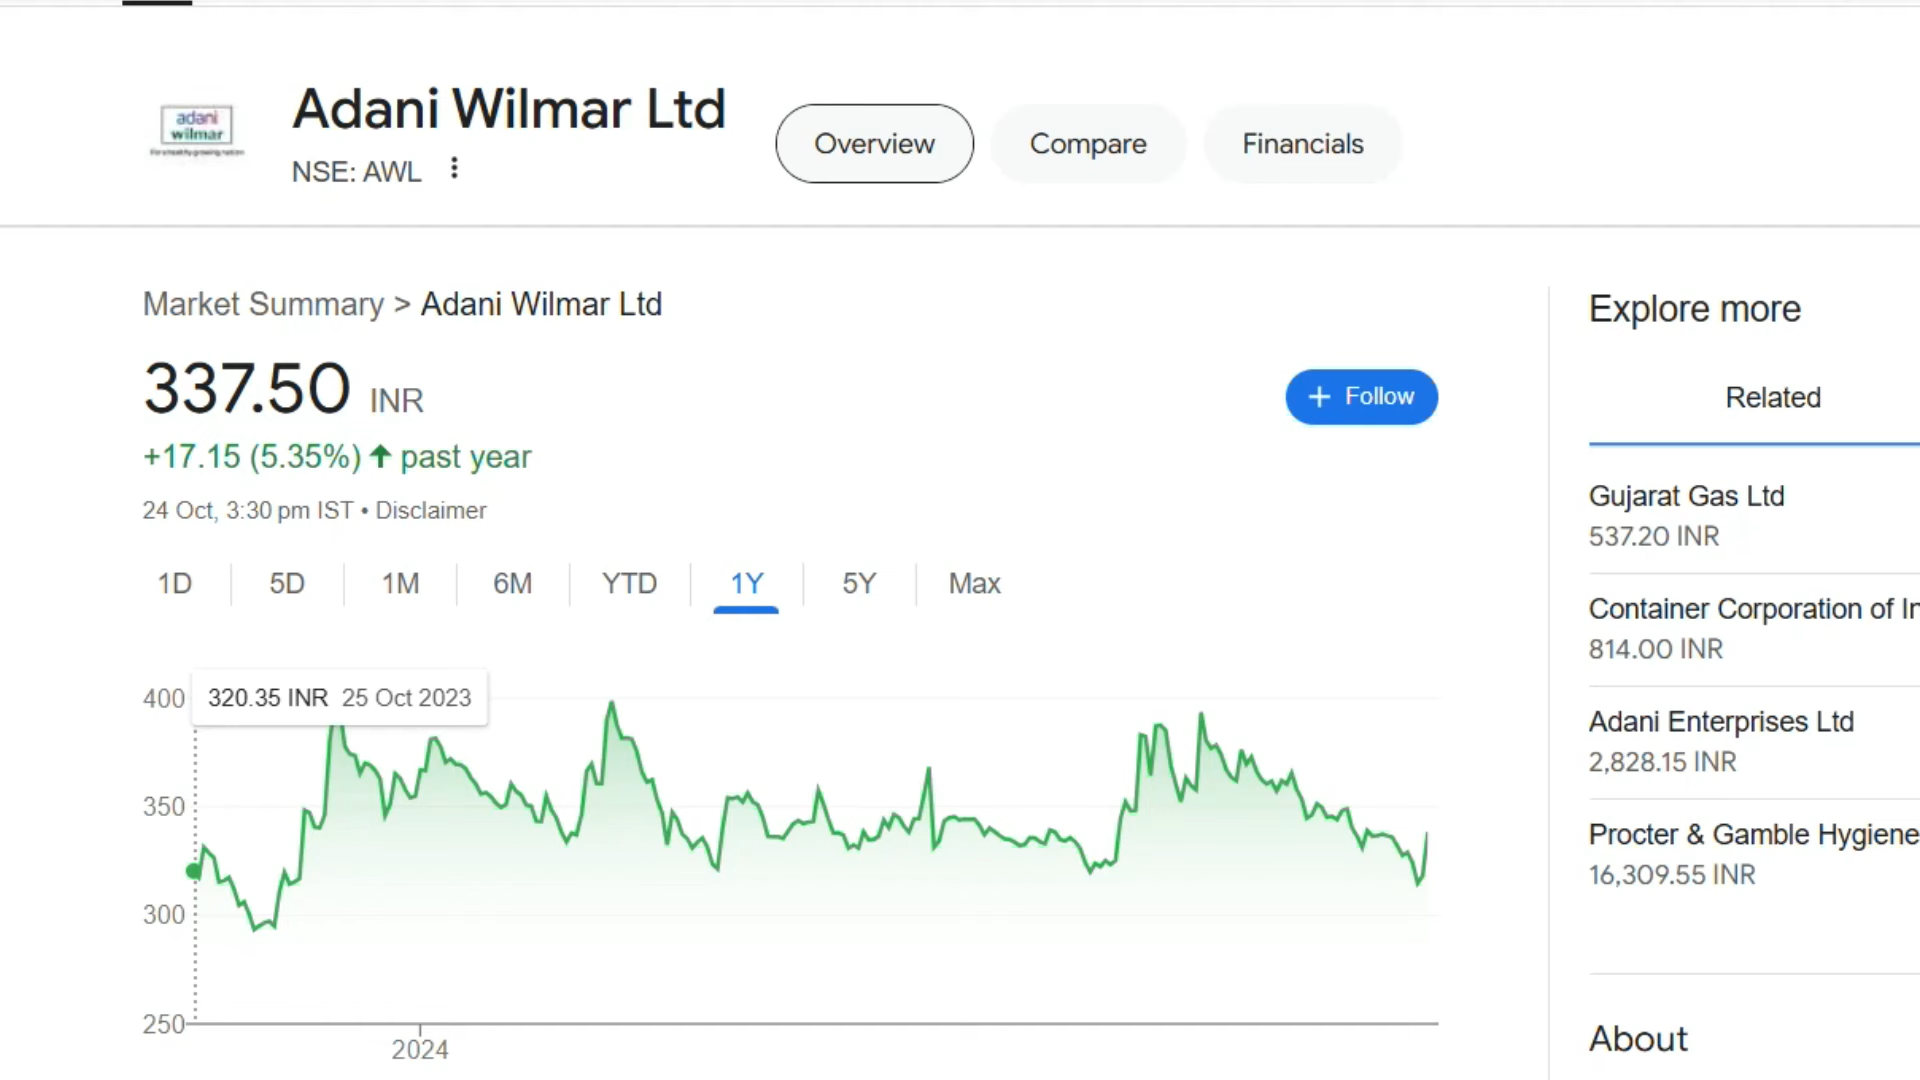 adani
wilmar
Adani Wilmar Ltd
NSE: AWL
Overview
Compare
Financials
Market Summary > Adani Wilmar Ltd
337.50 INR
+17.15 (5.35%) ↑ past year
24 Oct, 3:30 pm IST • Disclaimer
+ Follow
1D 5D 1M 6M YTD 1Y 5Y Max
320.35 INR 25 Oct 2023
400
350
300
250
2024
Explore more
Related
Gujarat Gas Ltd
537.20 INR
Container Corporation of
814.00 INR
Adani Enterprises Ltd
2,828.15 INR
Procter & Gamble Hygiene
16,309.55 INR
About